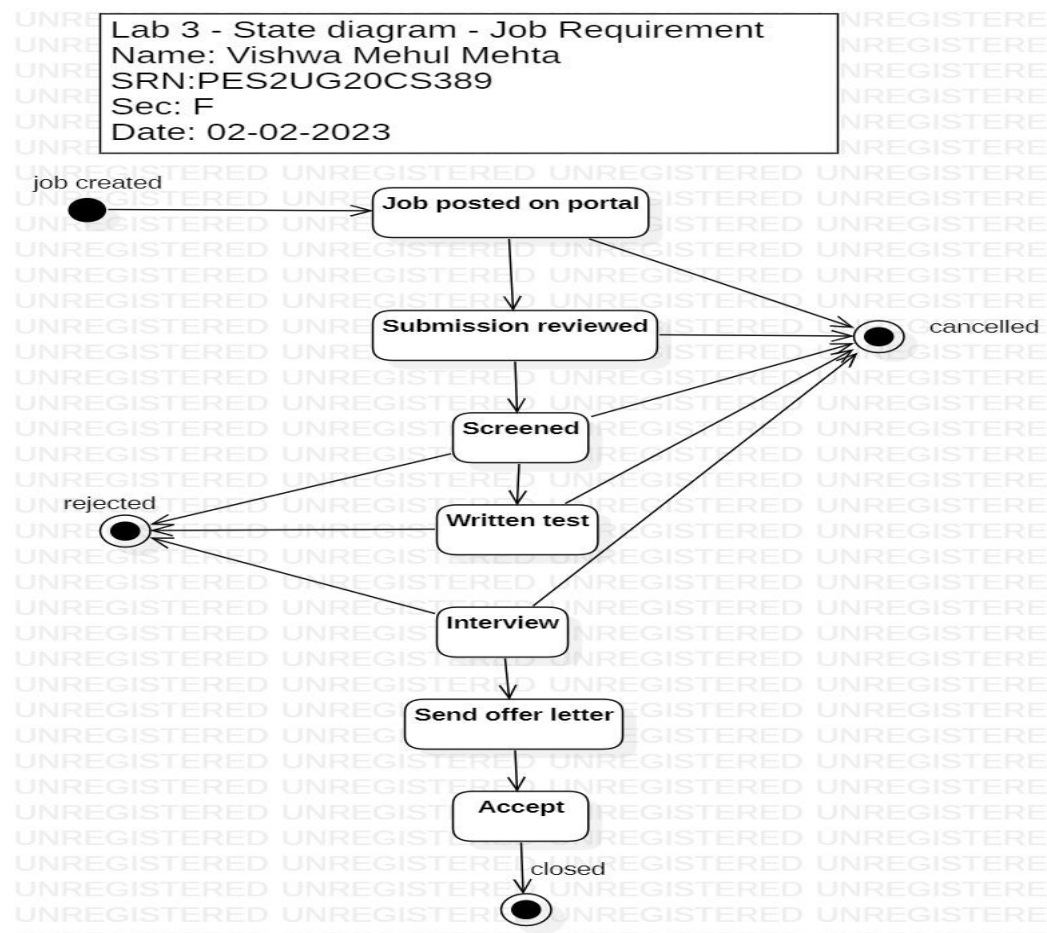 Lab 3 - State diagram - Job Requirement
Name: Vishwa Mehul Mehta
SRN:PES2UG20CS389
Sec: F
Date: 02-02-2023
job created
Job posted on portal
Submission reviewed
cancelled
Screened
rejected
Written test
Interview
Send offer letter
Accept
closed
UNREGISTERED